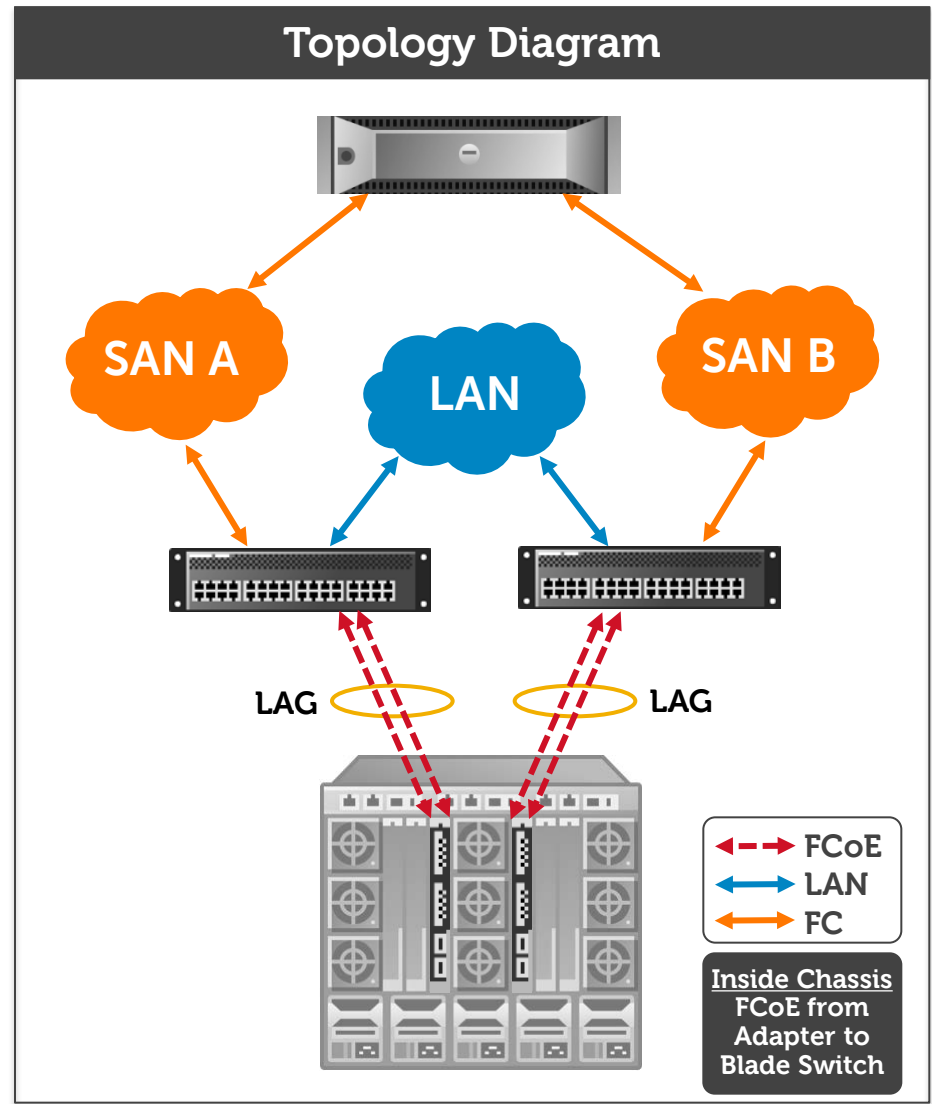 Topology Diagram
SAN A
LAN
SAN B
LAG
LAG
FCoE
LAN
FC
Inside Chassis
FCoE from
Adapter to
Blade Switch